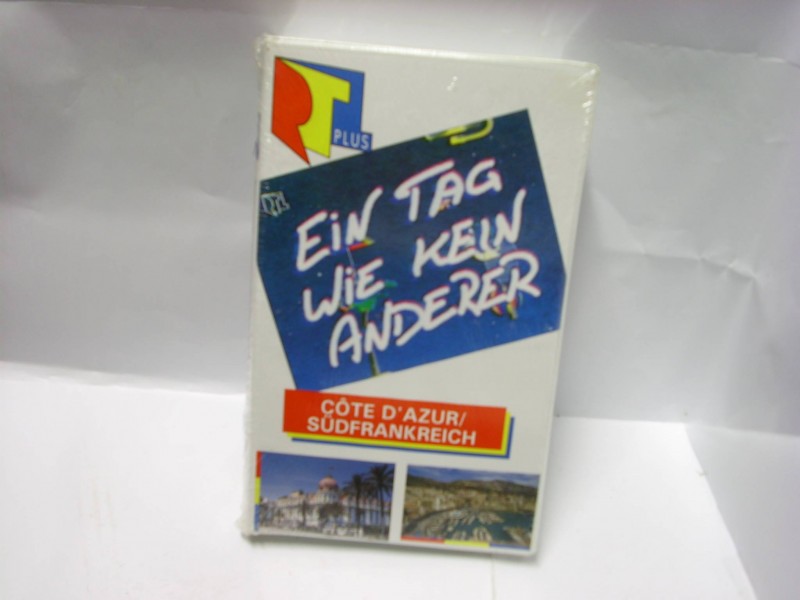 RT
PLUS
EiN TAG
WiE KEiN
ANDERER
CÔTE D'AZUR/
SÜDFRANKREICH